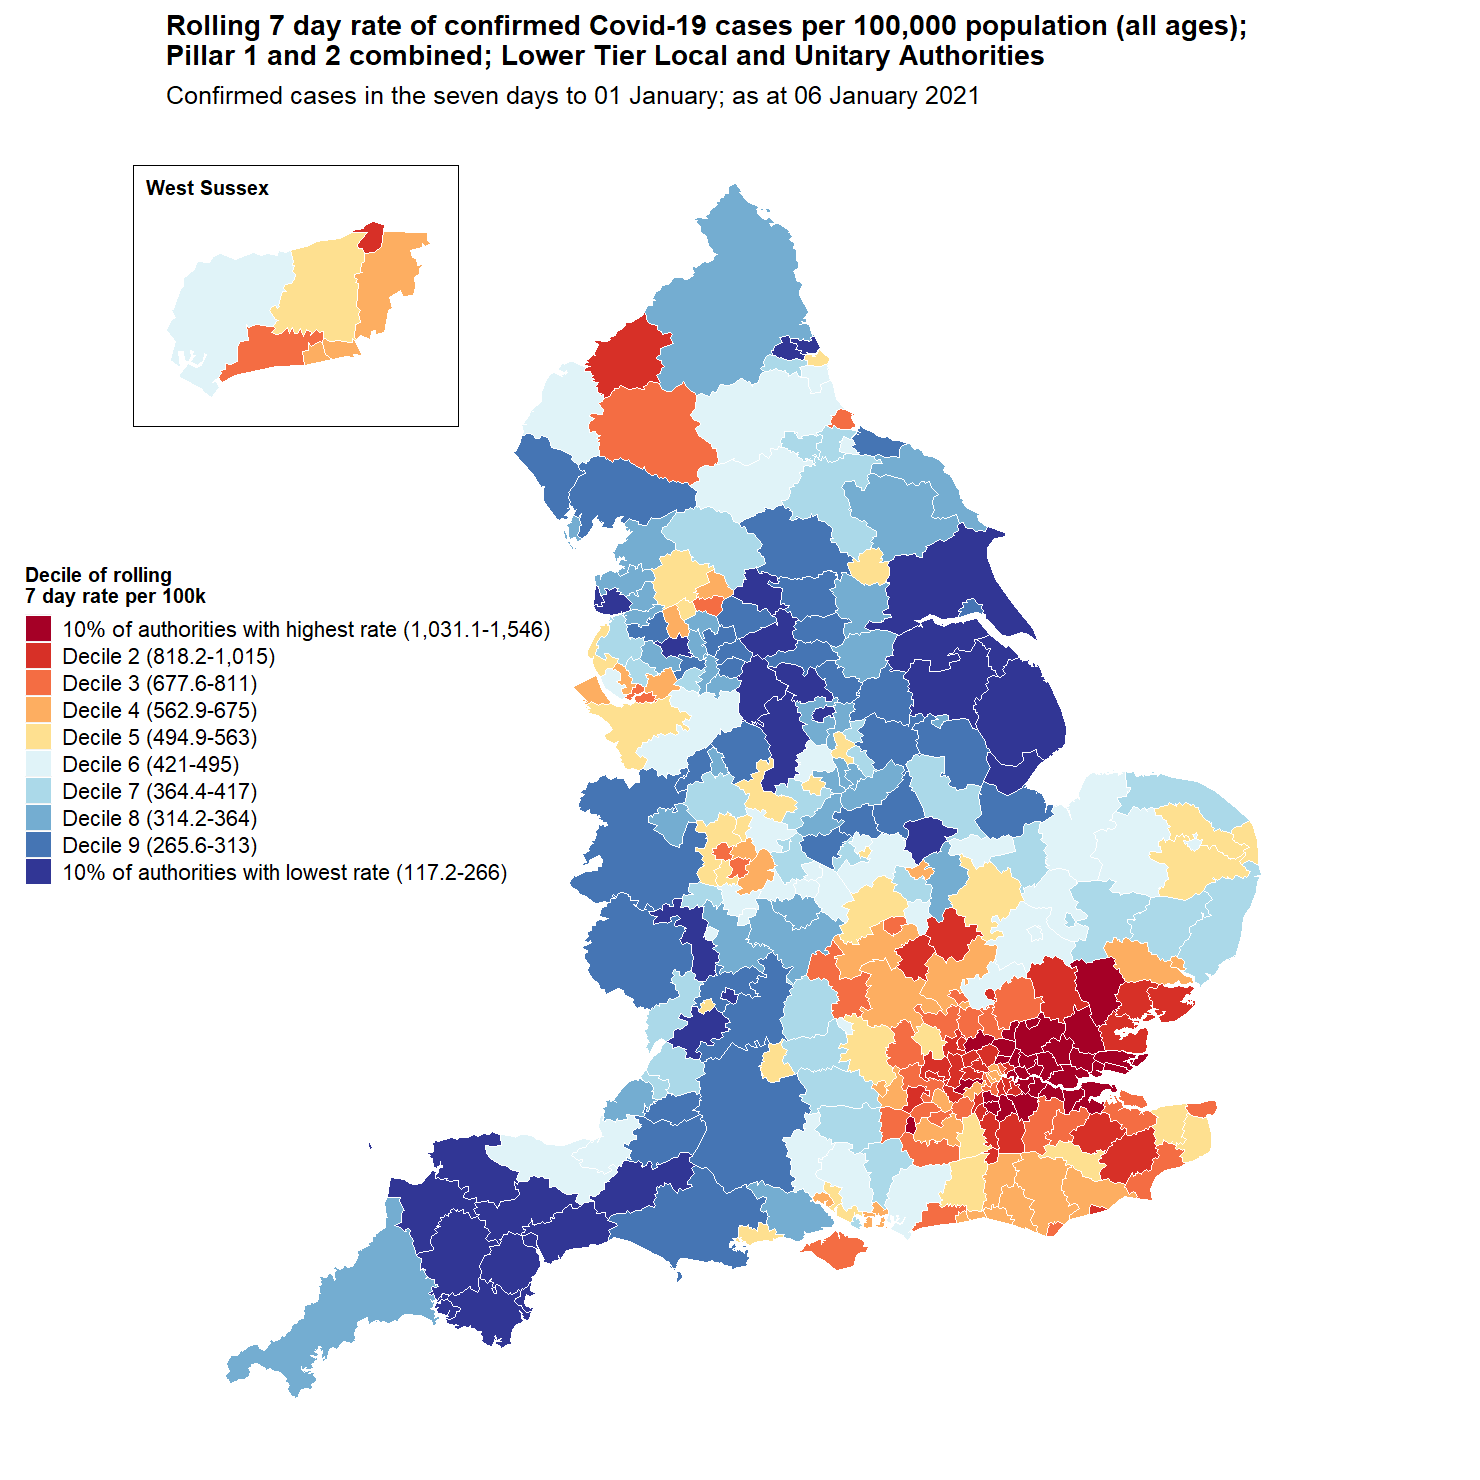 Rolling 7 day rate of confirmed Covid-19 cases per 100,000 population (all ages);
Pillar 1 and 2 combined; Lower Tier Local and Unitary Authorities
Confirmed cases in the seven days to 01 January; as at 06 January 2021
West Sussex
Decile of rolling
7 day rate per 100k
10% of authorities with highest rate (1,031.1-1,546)
Decile 2 (818.2-1,015)
Decile 3 (677.6-811)
Decile 4 (562.9-675)
Decile 5 (494.9-563)
Decile 6 (421-495)
Decile 7 (364.4-417)
Decile 8 (314.2-364)
Decile 9 (265.6-313)
10% of authorities with lowest rate (117.2-266)